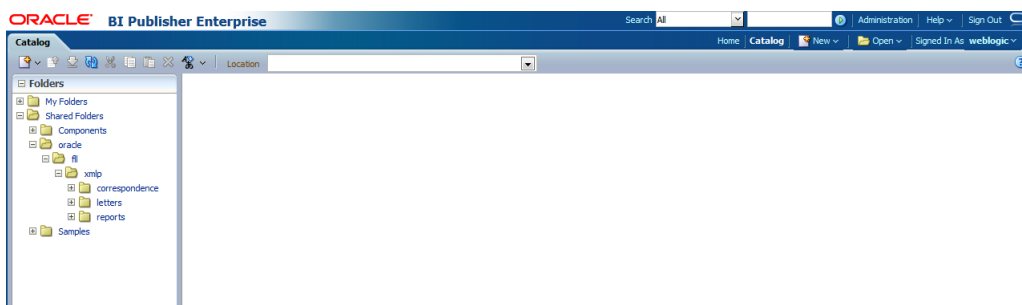 ORACLE BI Publisher Enterprise Search All Administration Help Sign Out
Catalog Home Catalog New Open Signed In As weblogic
Location
Folders
My Folders
Shared Folders
Components
oracle
fll
xmlp
correspondence
letters
reports
Samples